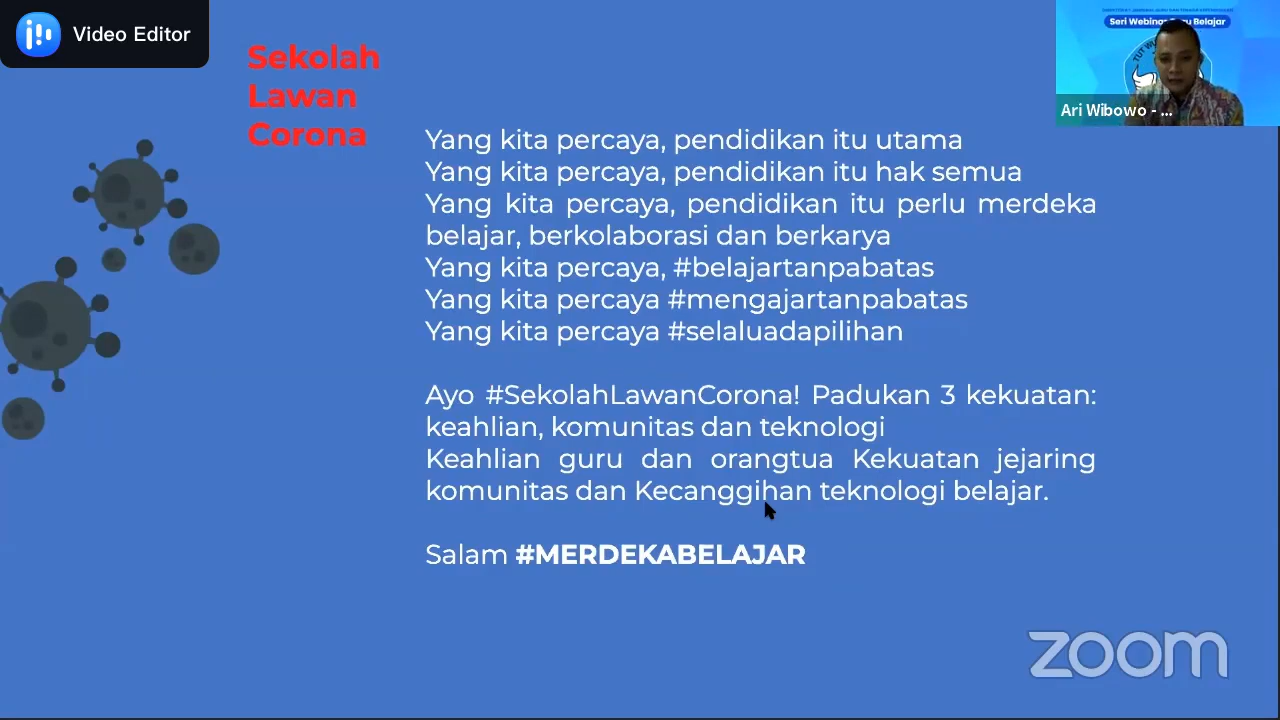 Video Editor
Sekolah
Lawan
Corona
Seri Webinar Guru Belajar
Ari Wibowo - ...
Yang kita percaya, pendidikan itu utama
Yang kita percaya, pendidikan itu hak semua
Yang kita percaya, pendidikan itu perlu merdeka
belajar, berkolaborasi dan berkarya
Yang kita percaya, #belajartanpabatas
Yang kita percaya #mengajartanpabatas
Yang kita percaya #selaluadapilihan
Ayo #SekolahLawanCorona! Padukan 3 kekuatan:
keahlian, komunitas dan teknologi
Keahlian guru dan orangtua Kekuatan jejaring
komunitas dan Kecanggihan teknologi belajar.
Salam #MERDEKABELAJAR
zoom